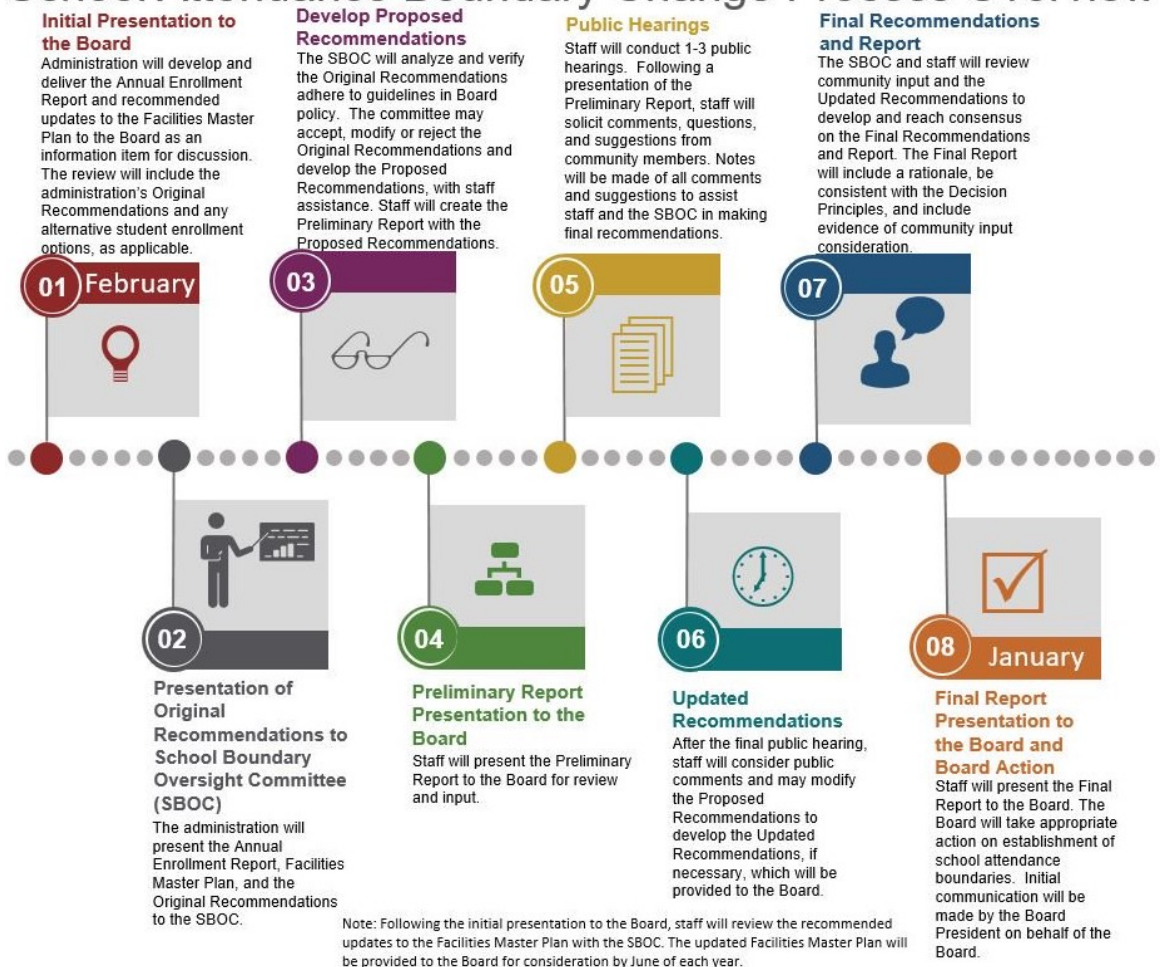 School Attendance Boundary Change Process Overview
Initial Presentation to
the Board
Administration will develop and
deliver the Annual Enrollment
Report and recommended
updates to the Facilities Master
Plan to the Board as an
information item for discussion.
The review will include the
administration's Original
Recommendations and any
alternative student enrollment
options, as applicable.
01 February
Presentation of
Original
Recommendations to
School Boundary
Oversight Committee
(SBOC)
The administration will
present the Annual
Enrollment Report, Facilities
Master Plan, and the
Original Recommendations
to the SBOC.
02
Develop Proposed
Recommendations
The SBOC will analyze and verify
the Original Recommendations
adhere to guidelines in Board
policy. The committee may
accept, modify or reject the
Original Recommendations and
develop the Proposed
Recommendations, with staff
assistance. Staff will create the
Preliminary Report with the
Proposed Recommendations.
03
04
Preliminary Report
Presentation to the
Board
Staff will present the Preliminary
Report to the Board for review
and input.
Public Hearings
Staff will conduct 1-3 public
hearings. Following a
presentation of the
Preliminary Report, staff will
solicit comments, questions,
and suggestions from
community members. Notes
will be made of all comments
and suggestions to assist
staff and the SBOC in making
final recommendations.
05
06
Updated
Recommendations
After the final public hearing,
staff will consider public
comments and may modify
the Proposed
Recommendations to
develop the Updated
Recommendations, if
necessary, which will be
provided to the Board.
Final Recommendations
and Report
The SBOC and staff will review
community input and the
Updated Recommendations to
develop and reach consensus
on the Final Recommendations
and Report. The Final Report
will include a rationale, be
consistent with the Decision
Principles, and include
evidence of community input
consideration.
07
08 January
Final Report
Presentation to
the Board and
Board Action
Staff will present the Final
Report to the Board. The
Board will take appropriate
action on establishment of
school attendance
boundaries. Initial
communication will be
made by the Board
President on behalf of the
Board.
Note: Following the initial presentation to the Board, staff will review the recommended
updates to the Facilities Master Plan with the SBOC. The updated Facilities Master Plan will
be provided to the Board for consideration by June of each year.